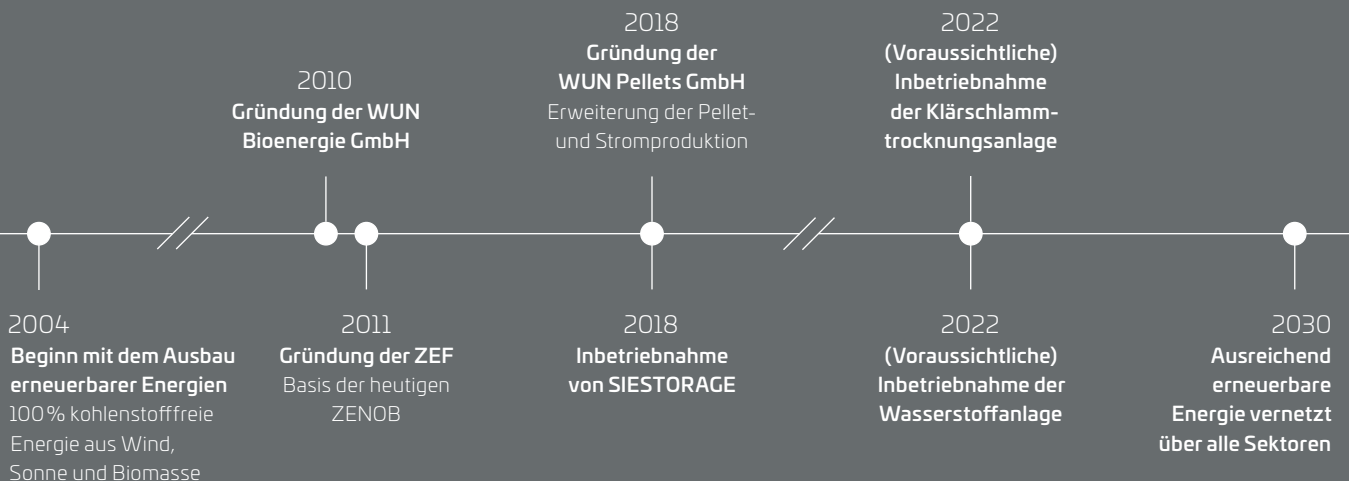 2010
Gründung der WUN
Bioenergie GmbH
2018
Gründung der
WUN Pellets GmbH
Erweiterung der Pellet-
und Stromproduktion
2022
(Voraussichtliche)
Inbetriebnahme
der Klärschlamm-
trocknungsanlage
2004
Beginn mit dem Ausbau
erneuerbarer Energien
100 % kohlenstofffreie
Energie aus Wind,
Sonne und Biomasse
2011
Gründung der ZEF
Basis der heutigen
ZENOB
2018
Inbetriebnahme
von SIESTORAGE
2022
(Voraussichtliche)
Inbetriebnahme der
Wasserstoffanlage
2030
Ausreichend
erneuerbare
Energie vernetzt
über alle Sektoren